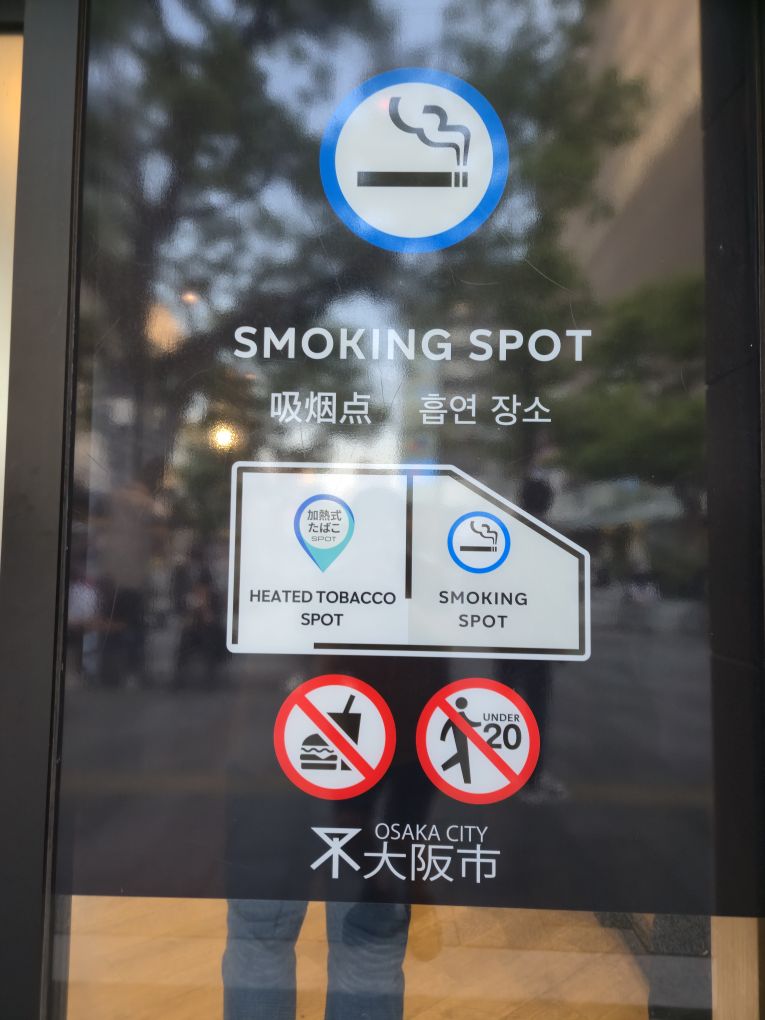 SMOKING SPOT
吸烟点 흡연 장소
加熱式
たばこ
SPOT
HEATED TOBACCO
SPOT
SMOKING
SPOT
UNDER
20
OSAKA CITY
大阪市